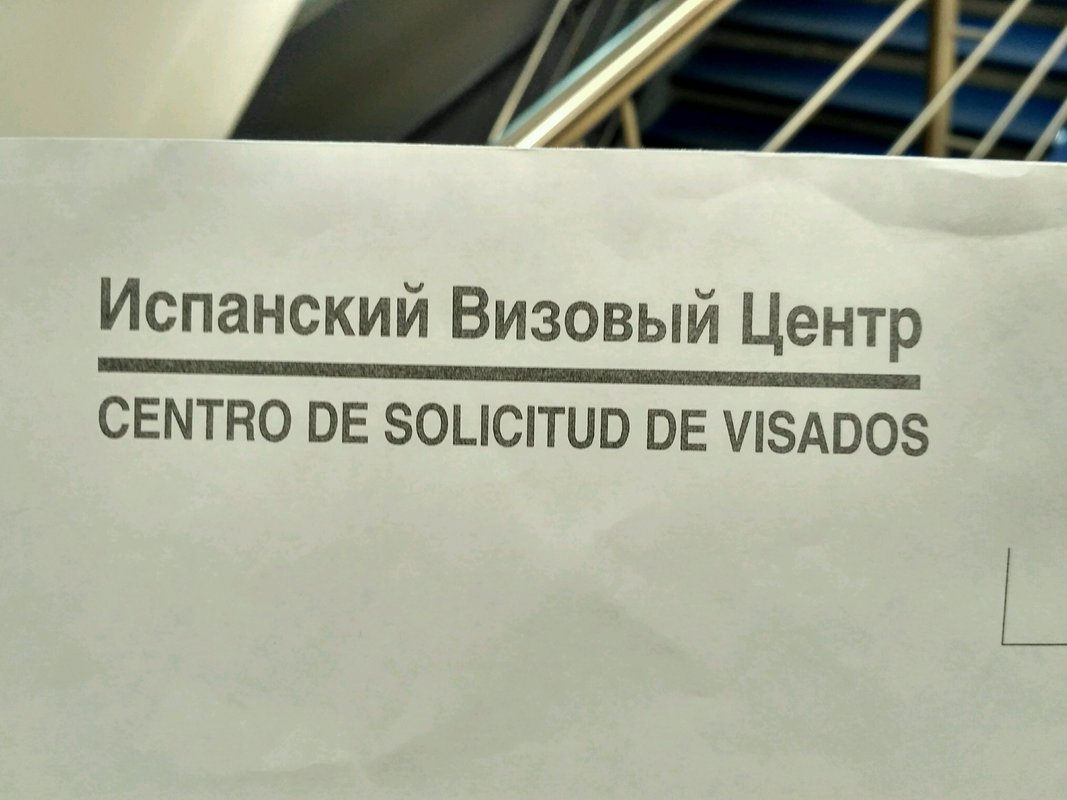 Испанский Визовый Центр
CENTRO DE SOLICITUD DE VISADOS